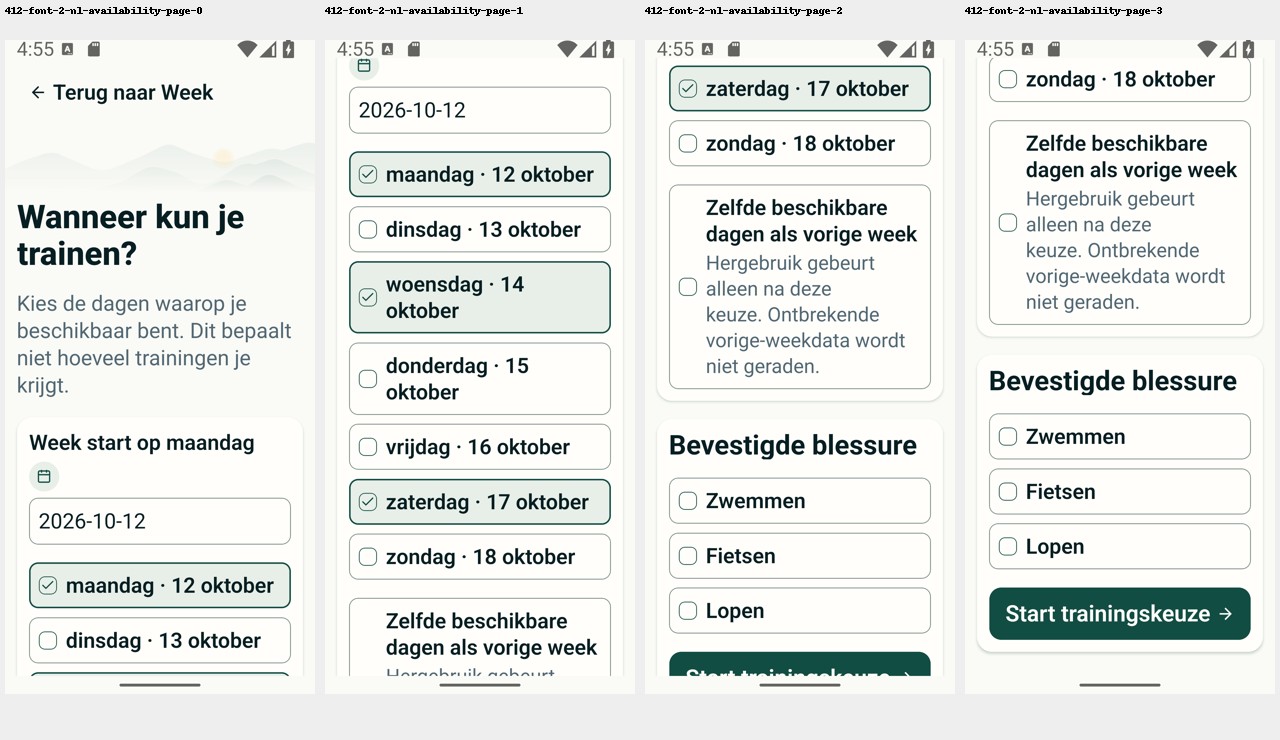 412-font-2-nl-availability-page-0
4:55
Terug naar Week
Wanneer kun je
trainen?
Kies de dagen waarop je
beschikbaar bent. Dit bepaalt
niet hoeveel trainingen je
krijgt.
Week start op maandag
2026-10-12
maandag · 12 oktober
dinsdag · 13 oktober
412-font-2-nl-availability-page-1
4:55
2026-10-12
maandag · 12 oktober
dinsdag · 13 oktober
woensdag · 14
oktober
donderdag · 15
oktober
vrijdag · 16 oktober
zaterdag · 17 oktober
zondag · 18 oktober
Zelfde beschikbare
dagen als vorige week
Hergebruik gebeurt
412-font-2-nl-availability-page-2
4:55
zaterdag · 17 oktober
zondag · 18 oktober
Zelfde beschikbare
dagen als vorige week
Hergebruik gebeurt
alleen na deze
keuze. Ontbrekende
vorige-weekdata wordt
niet geraden.
Bevestigde blessure
Zwemmen
Fietsen
Lopen
Start trainingskeuze →
412-font-2-nl-availability-page-3
4:55
zondag · 18 oktober
Zelfde beschikbare
dagen als vorige week
Hergebruik gebeurt
alleen na deze
keuze. Ontbrekende
vorige-weekdata wordt
niet geraden.
Bevestigde blessure
Zwemmen
Fietsen
Lopen
Start trainingskeuze →